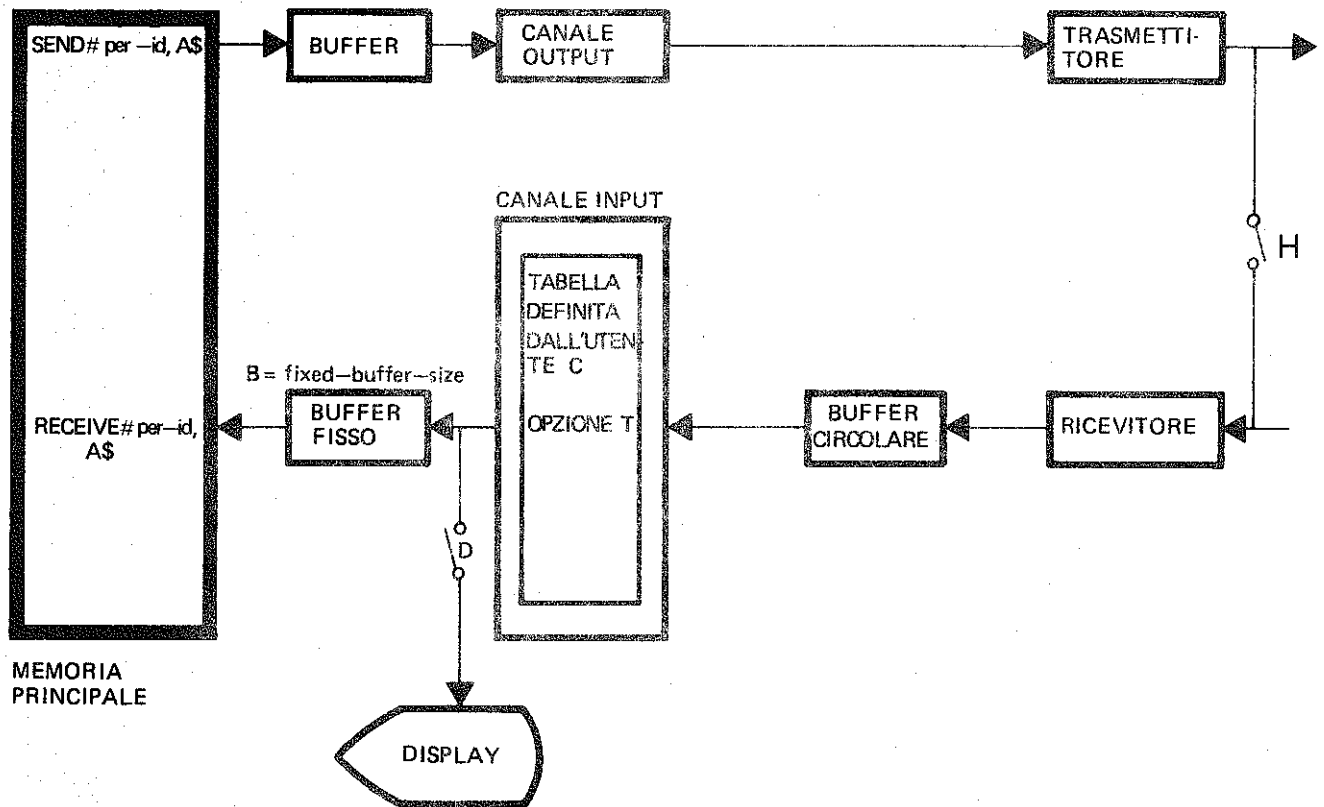 SEND# per–id, A$
BUFFER
CANALE
OUTPUT
TRASMETTI-
TORE
H
CANALE INPUT
TABELLA
DEFINITA
DALL'UTEN-
TE C
OPZIONE T
B = fixed–buffer–size
BUFFER
FISSO
BUFFER
CIRCOLARE
RICEVITORE
RECEIVE# per–id,
A$
D
MEMORIA
PRINCIPALE
DISPLAY